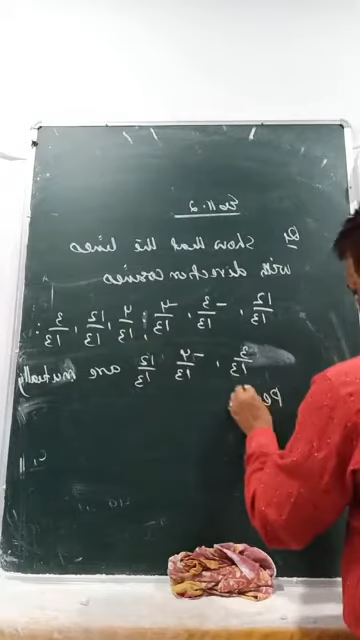 Ex 11.2
Q1 Show that the lines
with direction cosines
12/13, -3/13, -4/13; 4/13, 12/13, 3/13;
3/13, -4/13, 12/13 are mutually
Pe